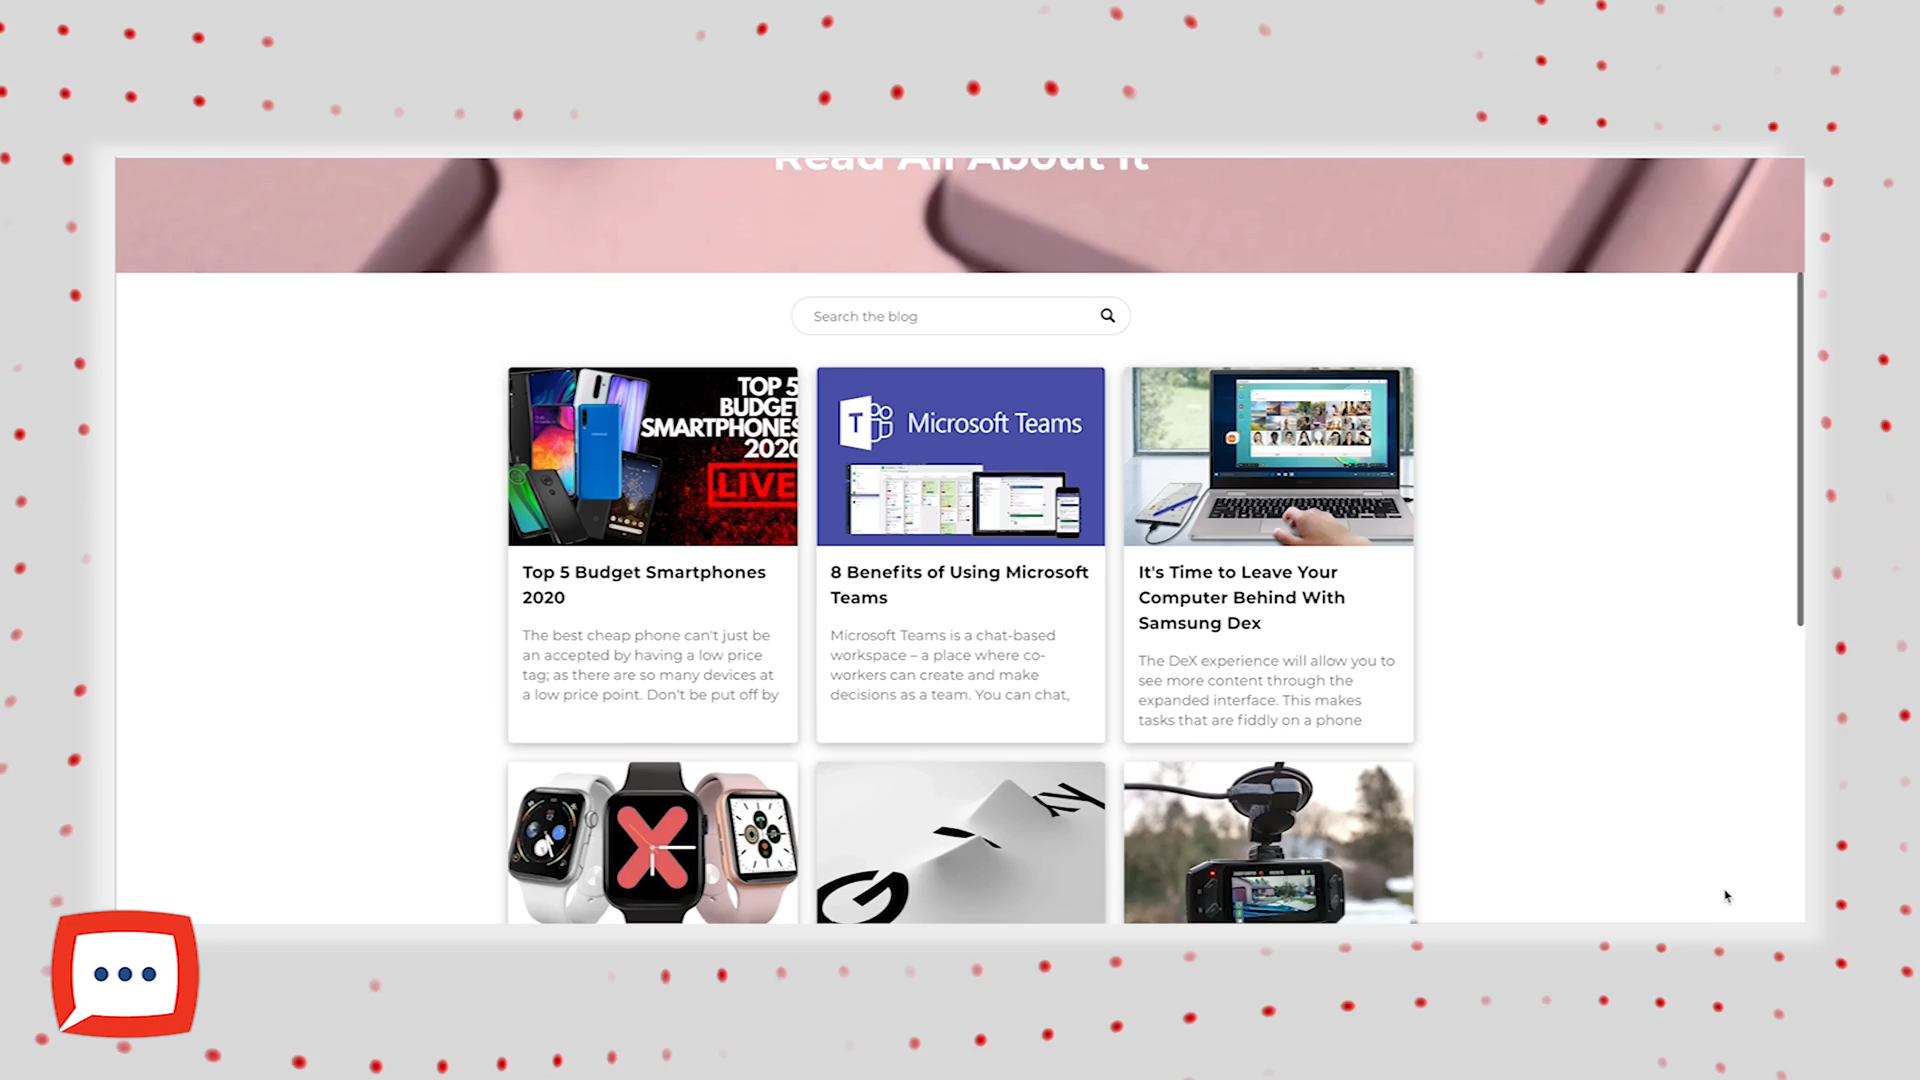 Read All About It
Search the blog
TOP 5
BUDGET
SMARTPHONES
2020
LIVE
T
Microsoft Teams
Top 5 Budget Smartphones
2020
The best cheap phone can't just be
an accepted by having a low price
tag; as there are so many devices at
a low price point. Don't be put off by
8 Benefits of Using Microsoft
Teams
Microsoft Teams is a chat-based
workspace – a place where co-
workers can create and make
decisions as a team. You can chat,
It's Time to Leave Your
Computer Behind With
Samsung Dex
The DeX experience will allow you to
see more content through the
expanded interface. This makes
tasks that are fiddly on a phone